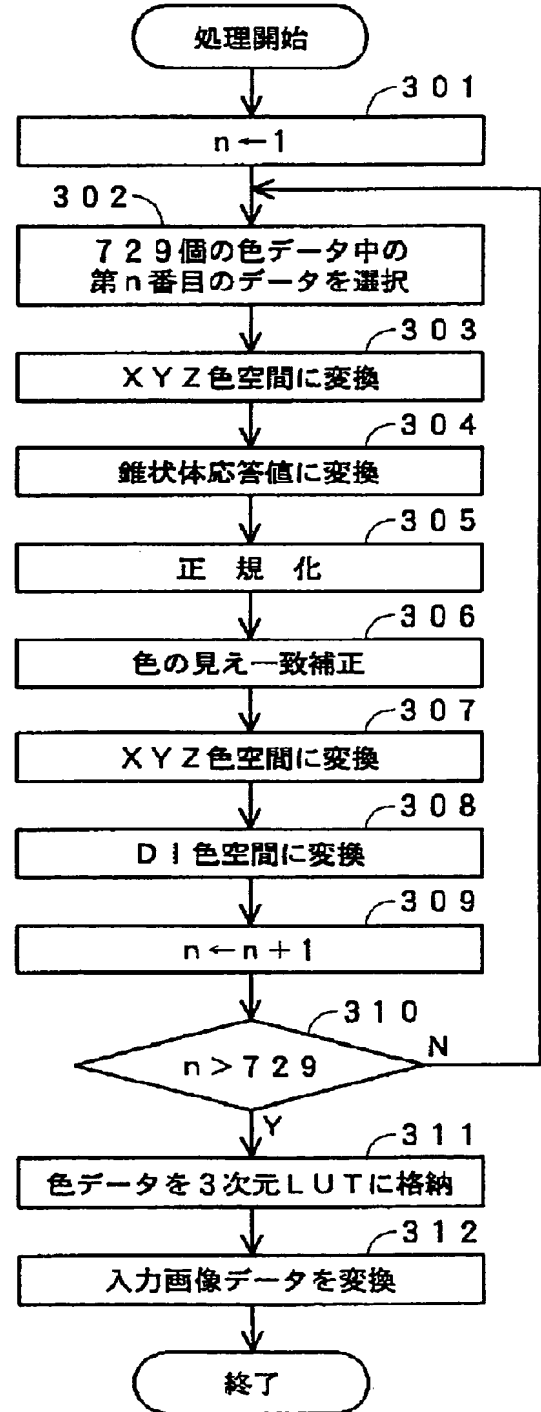 処理開始
301
n←1
302
729個の色データ中の
第n番目のデータを選択
303
XYZ色空間に変換
304
錐状体応答値に変換
305
正 規 化
306
色の見え一致補正
307
XYZ色空間に変換
308
DI色空間に変換
309
n←n+1
310
n>729
N
Y
311
色データを3次元LUTに格納
312
入力画像データを変換
終了